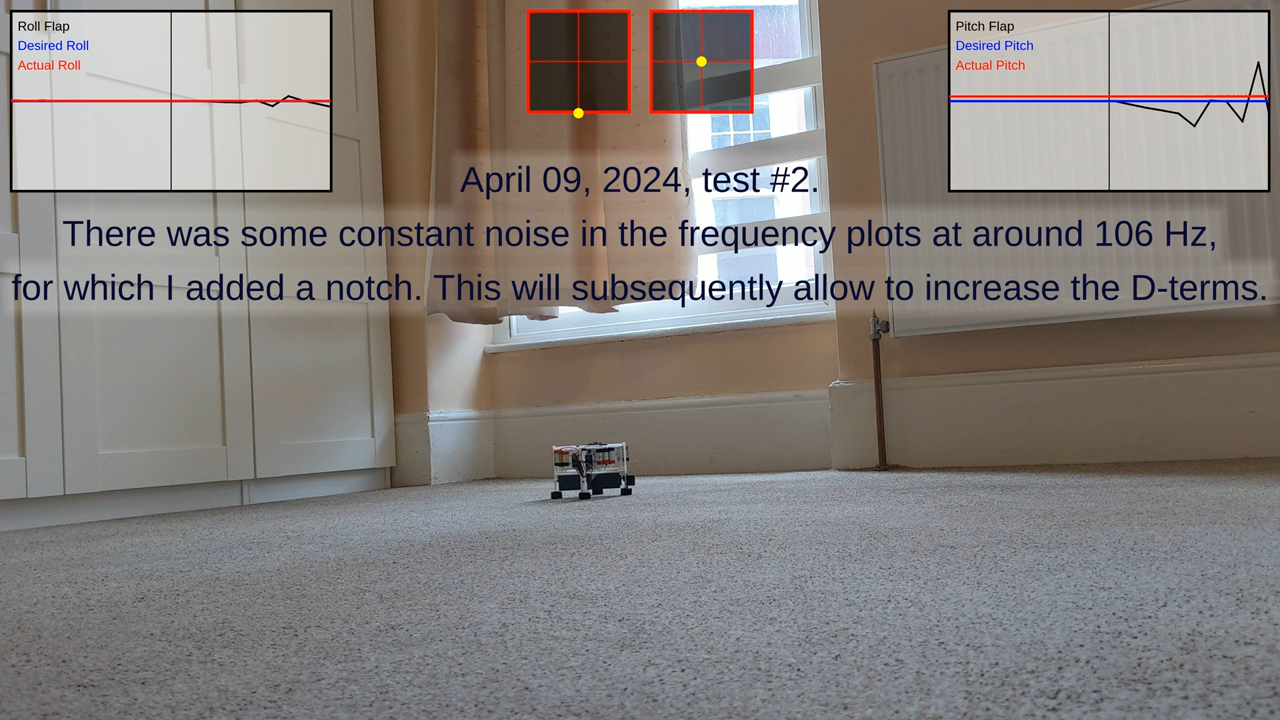 Roll Flap
Desired Roll
Actual Roll
Pitch Flap
Desired Pitch
Actual Pitch
April 09, 2024, test #2.
There was some constant noise in the frequency plots at around 106 Hz,
for which I added a notch. This will subsequently allow to increase the D-terms.